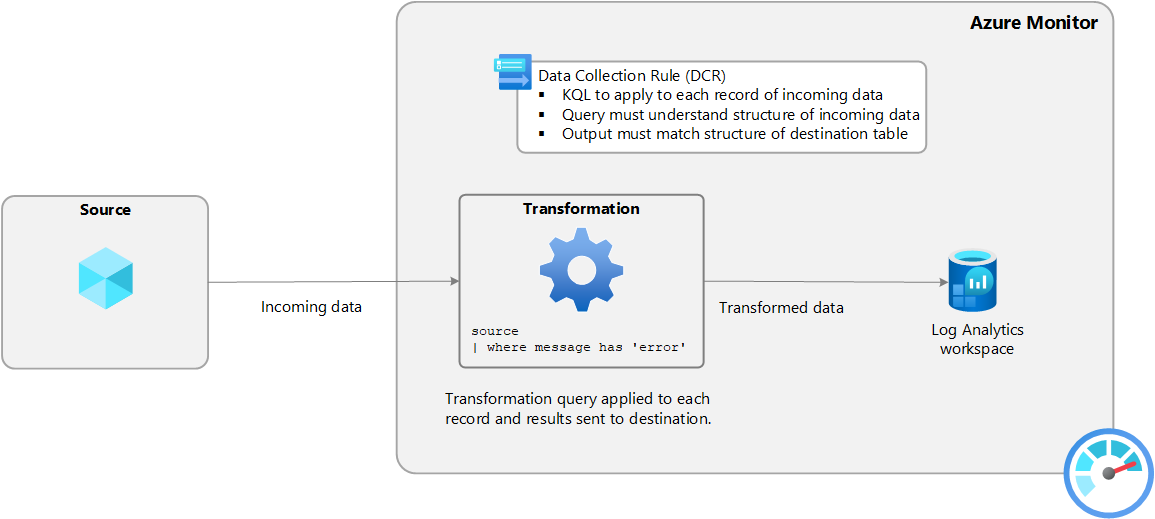 Azure Monitor
Data Collection Rule (DCR)
▪ KQL to apply to each record of incoming data
▪ Query must understand structure of incoming data
▪ Output must match structure of destination table
Source
Incoming data
Transformation
source
| where message has 'error'
Transformation query applied to each
record and results sent to destination.
Transformed data
Log Analytics
workspace